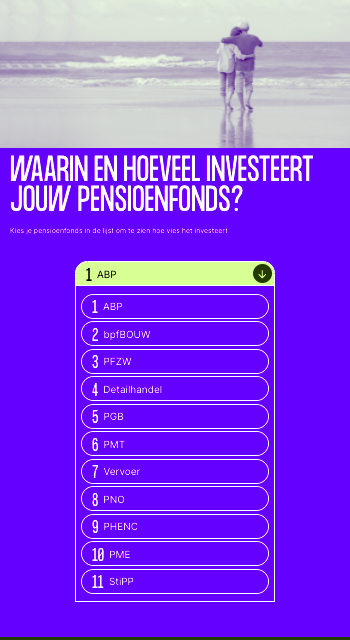 WAARIN EN HOEVEEL INVESTEERT
JOUW PENSIOENFONDS?
Kies je pensioenfonds in de lijst om te zien hoe vies het investeert
1 ABP
1 ABP
2 bpfBOUW
3 PFZW
4 Detailhandel
5 PGB
6 PMT
7 Vervoer
8 PNO
9 PHENC
10 PME
11 StiPP